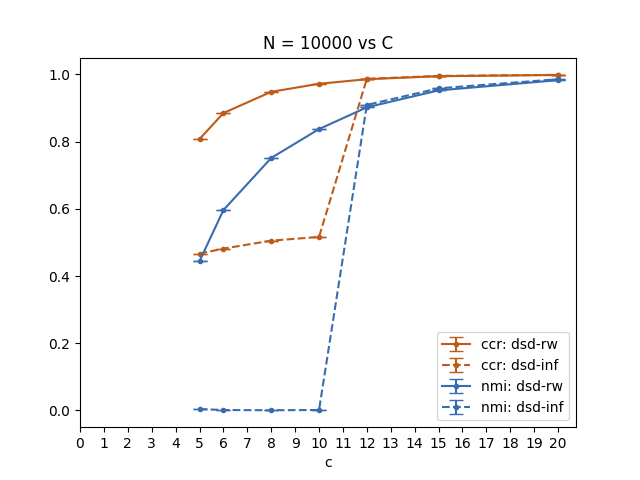 N = 10000 vs C
1.0
0.8
0.6
0.4
0.2
0.0
ccr: dsd-rw
ccr: dsd-inf
nmi: dsd-rw
nmi: dsd-inf
0 1 2 3 4 5 6 7 8 9 10 11 12 13 14 15 16 17 18 19 20
c